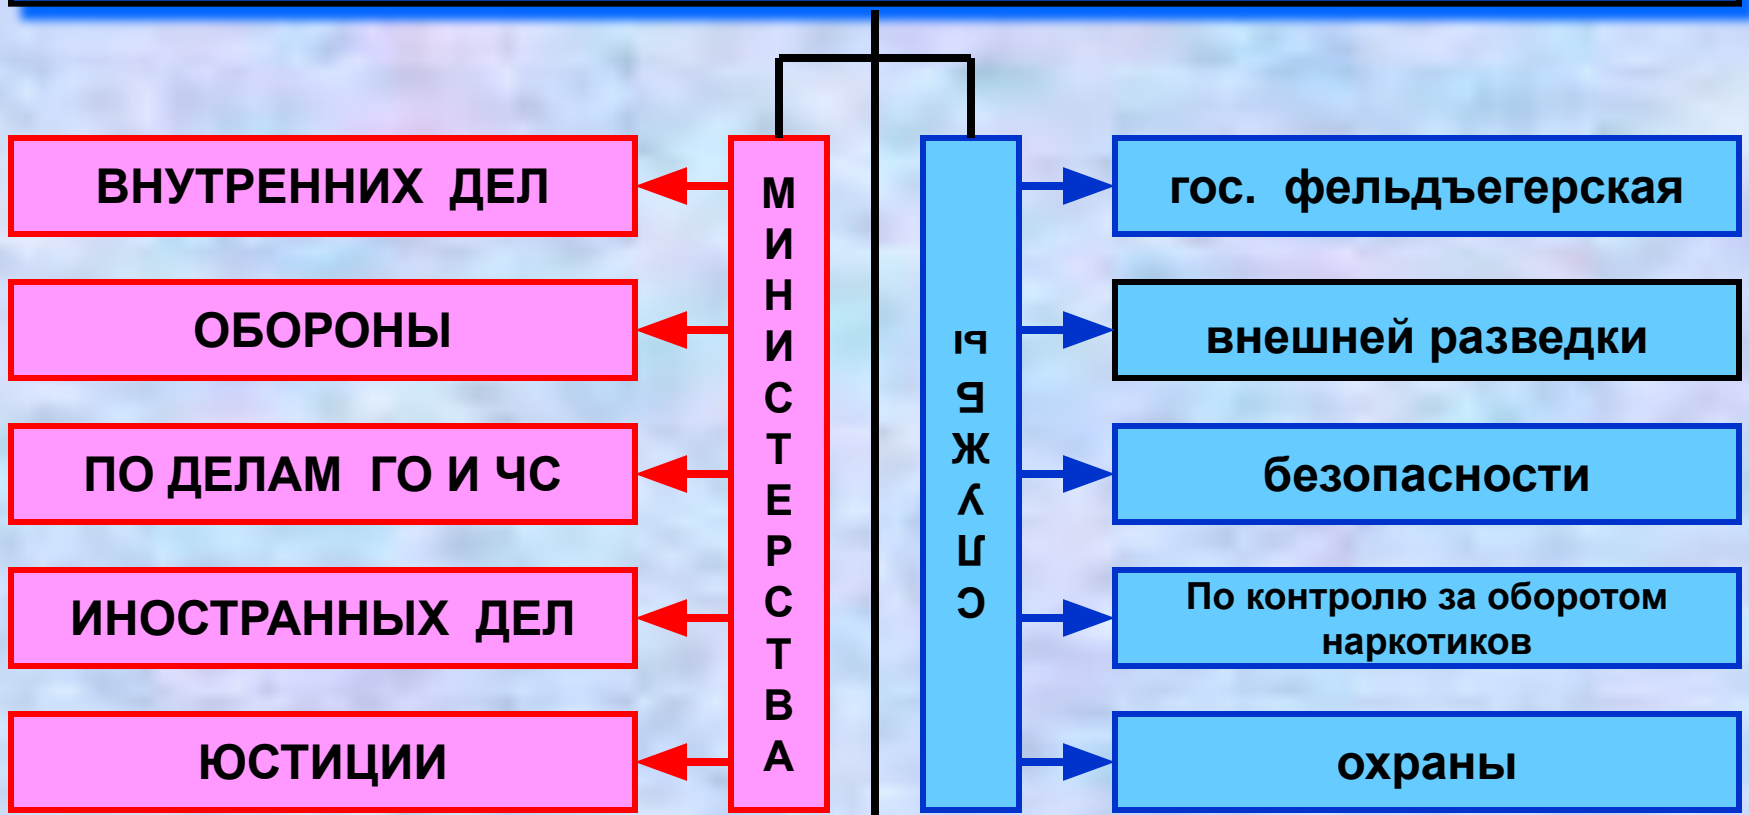 ВНУТРЕННИХ ДЕЛ
ОБОРОНЫ
ПО ДЕЛАМ ГО И ЧС
ИНОСТРАННЫХ ДЕЛ
ЮСТИЦИИ
МИНИСТЕРСТВА
СЛУЖБЫ
гос. фельдъегерская
внешней разведки
безопасности
По контролю за оборотом
наркотиков
охраны